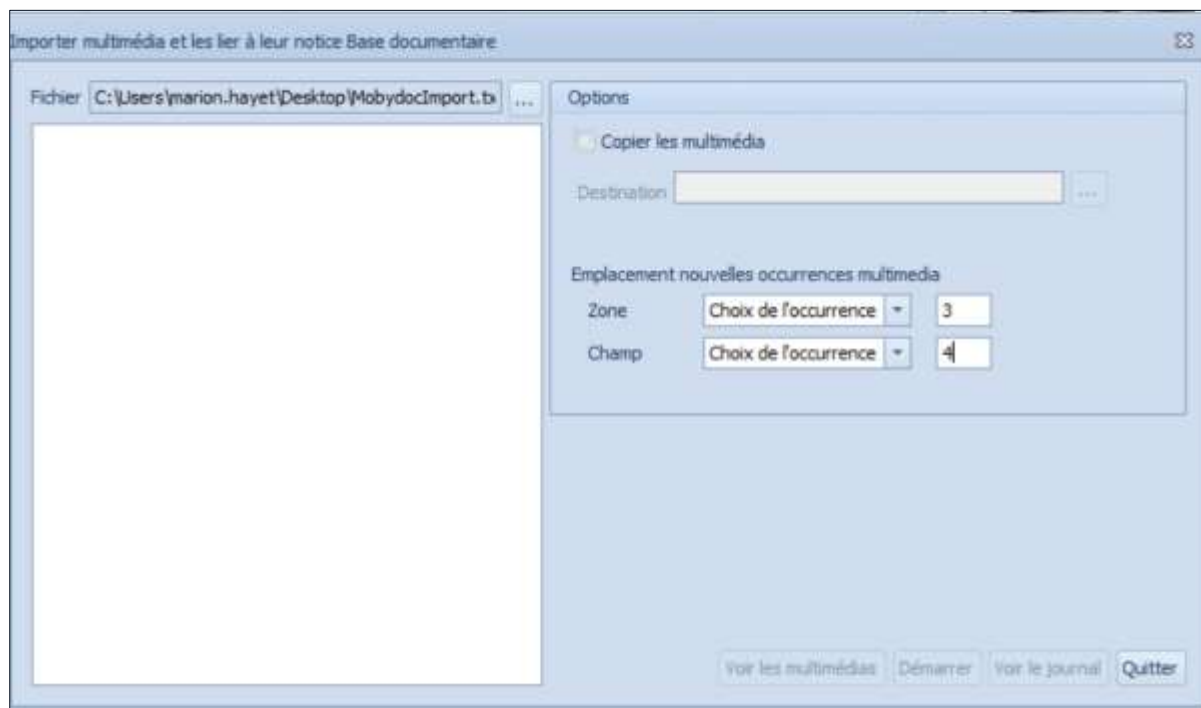 Importer multimédia et les lier à leur notice Base documentaire
Fichier C:\Users\marion.hayet\Desktop\MobydocImport.tx ...
Options
Copier les multimédia
Destination ...
Emplacement nouvelles occurrences multimedia
Zone Choix de l'occurrence 3
Champ Choix de l'occurrence 4
Voir les multimédias Démarrer Voir le journal Quitter